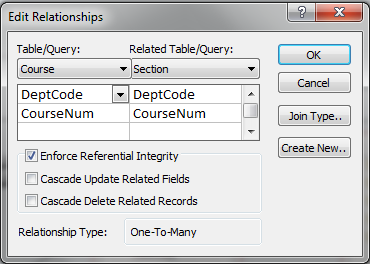 Edit Relationships
?
Table/Query: Related Table/Query:
Course Section
DeptCode DeptCode
CourseNum CourseNum
Enforce Referential Integrity
Cascade Update Related Fields
Cascade Delete Related Records
Relationship Type: One-To-Many
OK
Cancel
Join Type..
Create New..